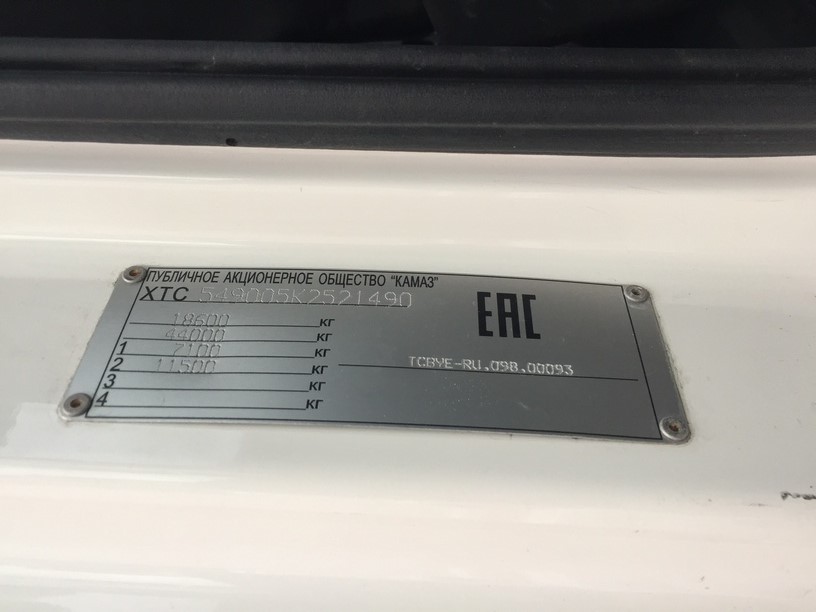 ПУБЛИЧНОЕ АКЦИОНЕРНОЕ ОБЩЕСТВО "КАМАЗ"
XTC 549005K2521490
EAC
18600 кг
44000 кг
1 7100 кг
2 11500 кг
TCBYE-RU.098.00093
3 кг
4 кг